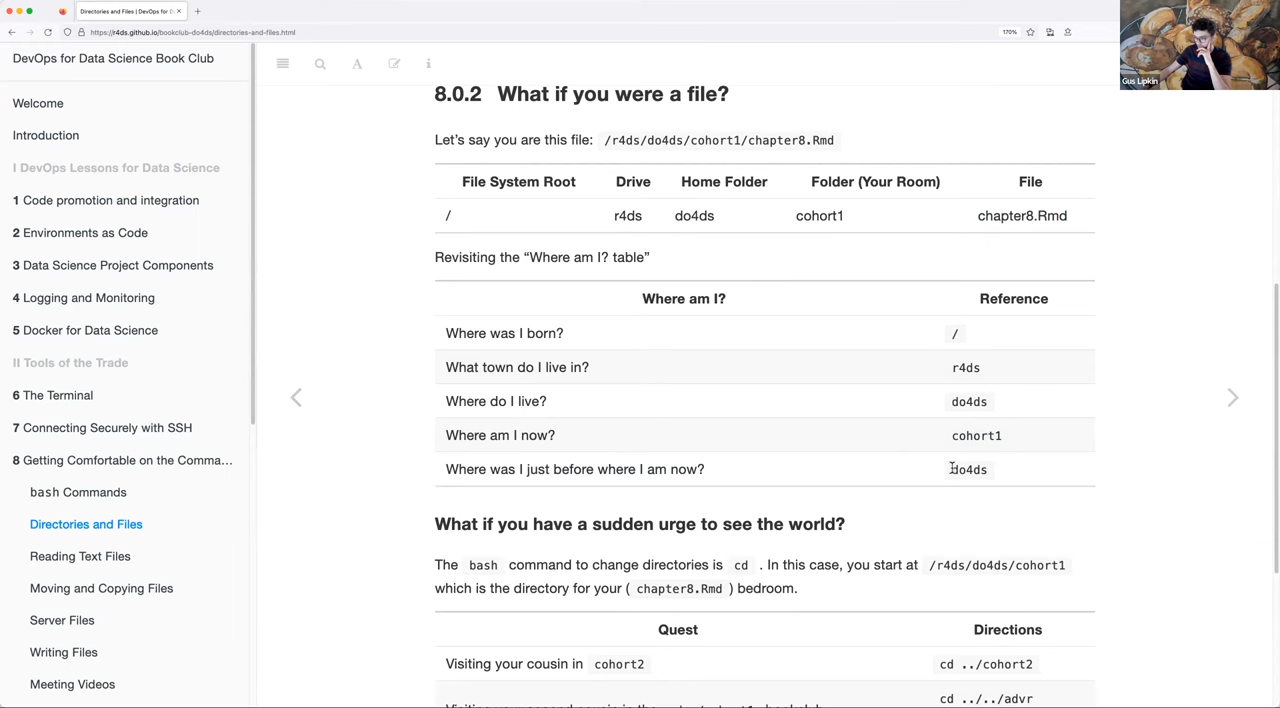 Directories and Files | DevOps for D
https://r4ds.github.io/bookclub-do4ds/directories-and-files.html
170%
Gus Lipkin
DevOps for Data Science Book Club
Welcome
Introduction
I DevOps Lessons for Data Science
1 Code promotion and integration
2 Environments as Code
3 Data Science Project Components
4 Logging and Monitoring
5 Docker for Data Science
II Tools of the Trade
6 The Terminal
7 Connecting Securely with SSH
8 Getting Comfortable on the Comma…
bash Commands
Directories and Files
Reading Text Files
Moving and Copying Files
Server Files
Writing Files
Meeting Videos
8.0.2 What if you were a file?
Let's say you are this file: /r4ds/do4ds/cohort1/chapter8.Rmd
File System Root Drive Home Folder Folder (Your Room) File
/ r4ds do4ds cohort1 chapter8.Rmd
Revisiting the “Where am I? table”
Where am I? Reference
Where was I born? /
What town do I live in? r4ds
Where do I live? do4ds
Where am I now? cohort1
Where was I just before where I am now? do4ds
What if you have a sudden urge to see the world?
The bash command to change directories is cd . In this case, you start at /r4ds/do4ds/cohort1
which is the directory for your ( chapter8.Rmd ) bedroom.
Quest Directions
Visiting your cousin in cohort2 cd ../cohort2
cd ../../advr